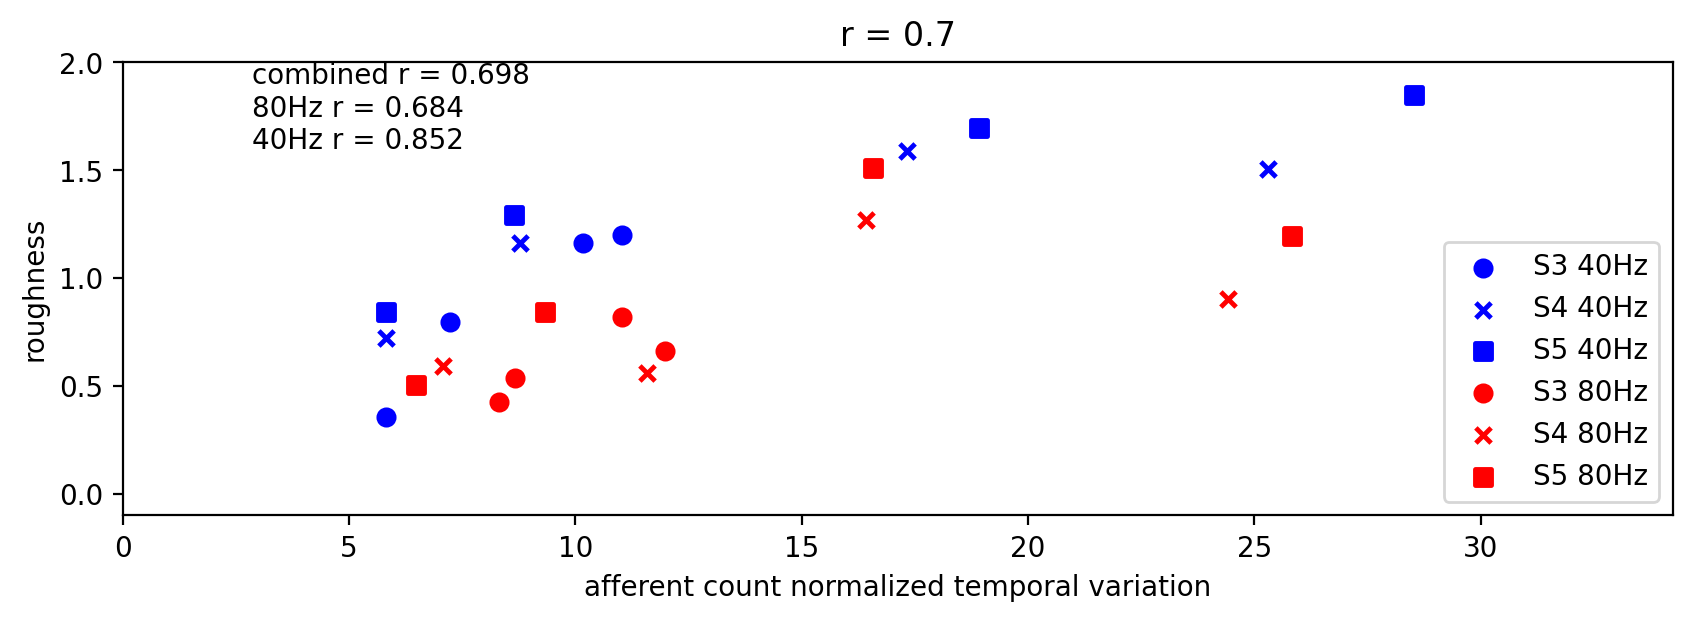 r = 0.7
combined r = 0.698
80Hz r = 0.684
40Hz r = 0.852
2.0
1.5
1.0
0.5
0.0
roughness
S3 40Hz
S4 40Hz
S5 40Hz
S3 80Hz
S4 80Hz
S5 80Hz
0 5 10 15 20 25 30
afferent count normalized temporal variation